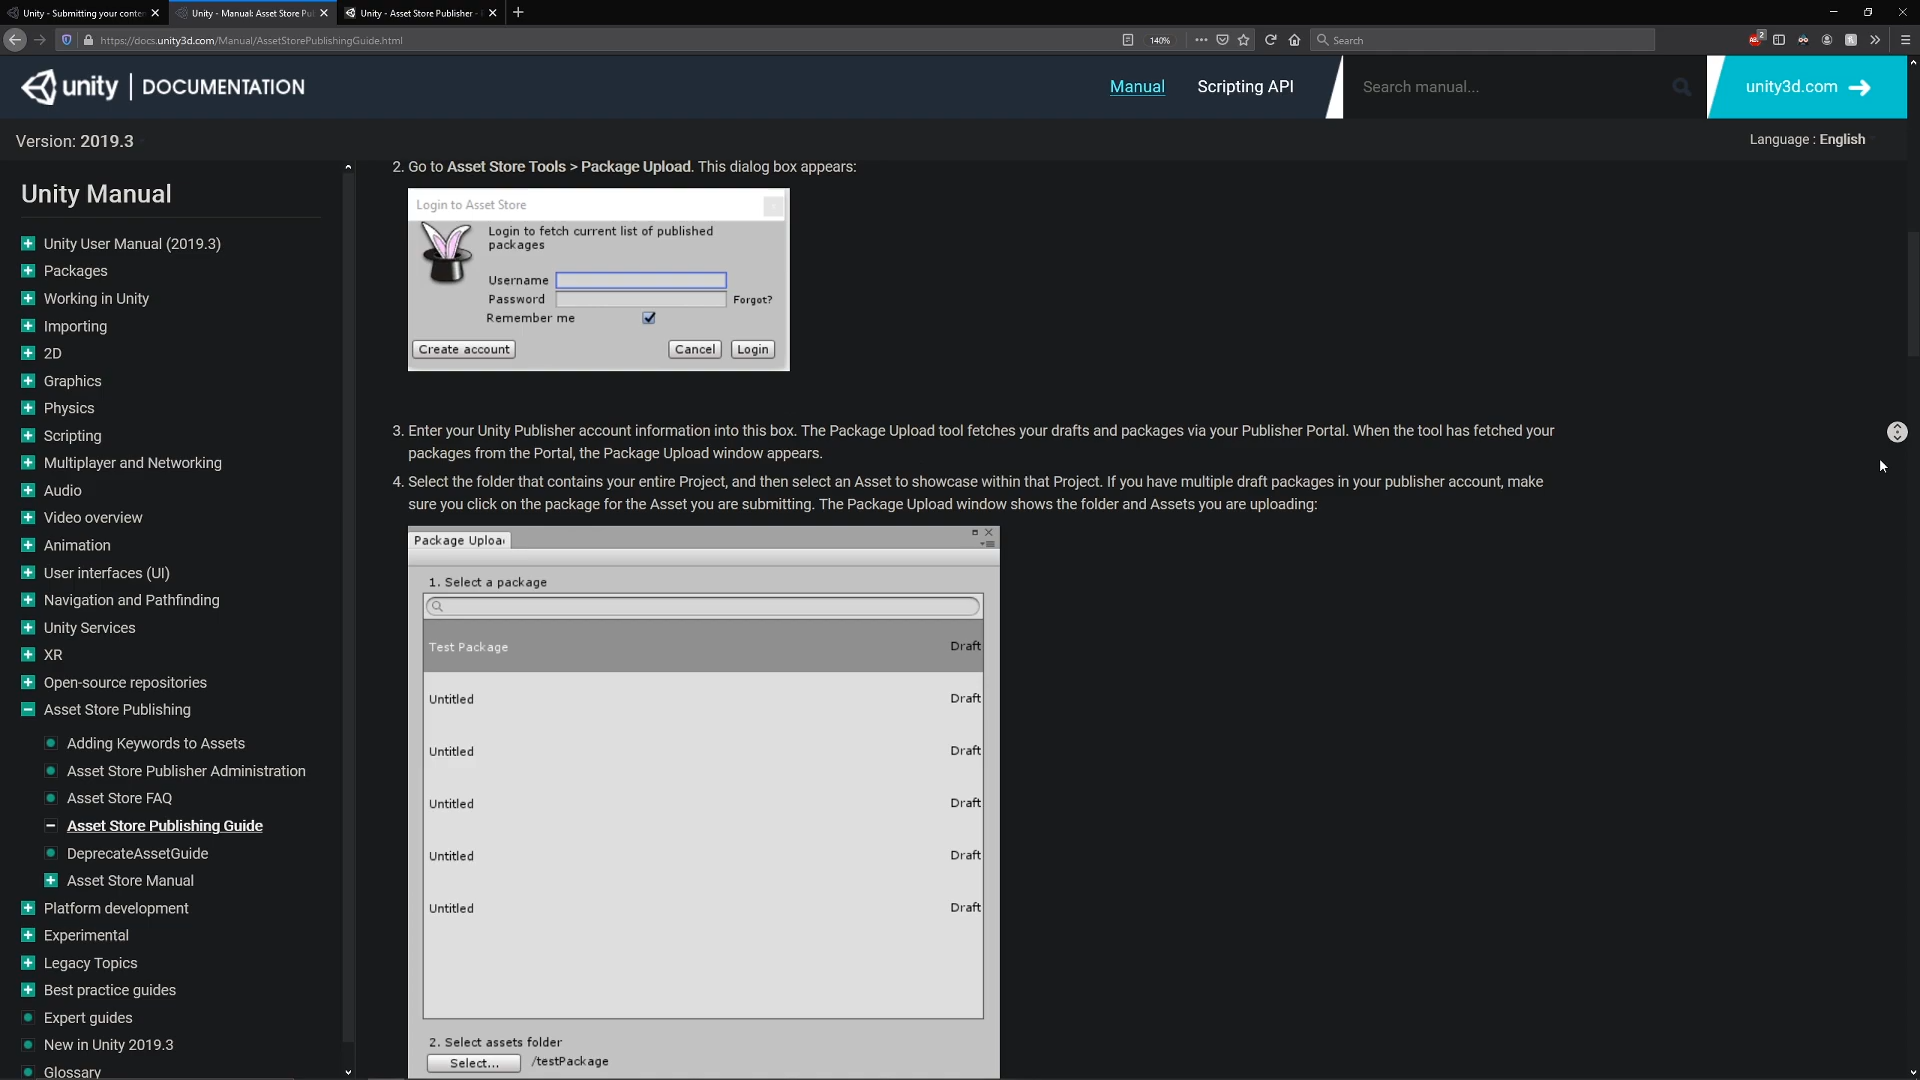 Unity - Submitting your conten
Unity - Manual: Asset Store Pu
Unity - Asset Store Publisher -
https://docs.unity3d.com/Manual/AssetStorePublishingGuide.html
140%
Search
2
unity | DOCUMENTATION
Manual
Scripting API
Search manual...
unity3d.com
Version: 2019.3
Language : English
Unity Manual
Unity User Manual (2019.3)
Packages
Working in Unity
Importing
2D
Graphics
Physics
Scripting
Multiplayer and Networking
Audio
Video overview
Animation
User interfaces (UI)
Navigation and Pathfinding
Unity Services
XR
Open-source repositories
Asset Store Publishing
Adding Keywords to Assets
Asset Store Publisher Administration
Asset Store FAQ
Asset Store Publishing Guide
DeprecateAssetGuide
Asset Store Manual
Platform development
Experimental
Legacy Topics
Best practice guides
Expert guides
New in Unity 2019.3
Glossary
2. Go to Asset Store Tools > Package Upload. This dialog box appears:
Login to Asset Store
Login to fetch current list of published
packages
Username
Password
Forgot?
Remember me
Create account
Cancel
Login
3. Enter your Unity Publisher account information into this box. The Package Upload tool fetches your drafts and packages via your Publisher Portal. When the tool has fetched your
packages from the Portal, the Package Upload window appears.
4. Select the folder that contains your entire Project, and then select an Asset to showcase within that Project. If you have multiple draft packages in your publisher account, make
sure you click on the package for the Asset you are submitting. The Package Upload window shows the folder and Assets you are uploading:
Package Uploa
1. Select a package
Test Package Draft
Untitled Draft
Untitled Draft
Untitled Draft
Untitled Draft
Untitled Draft
2. Select assets folder
Select... /testPackage